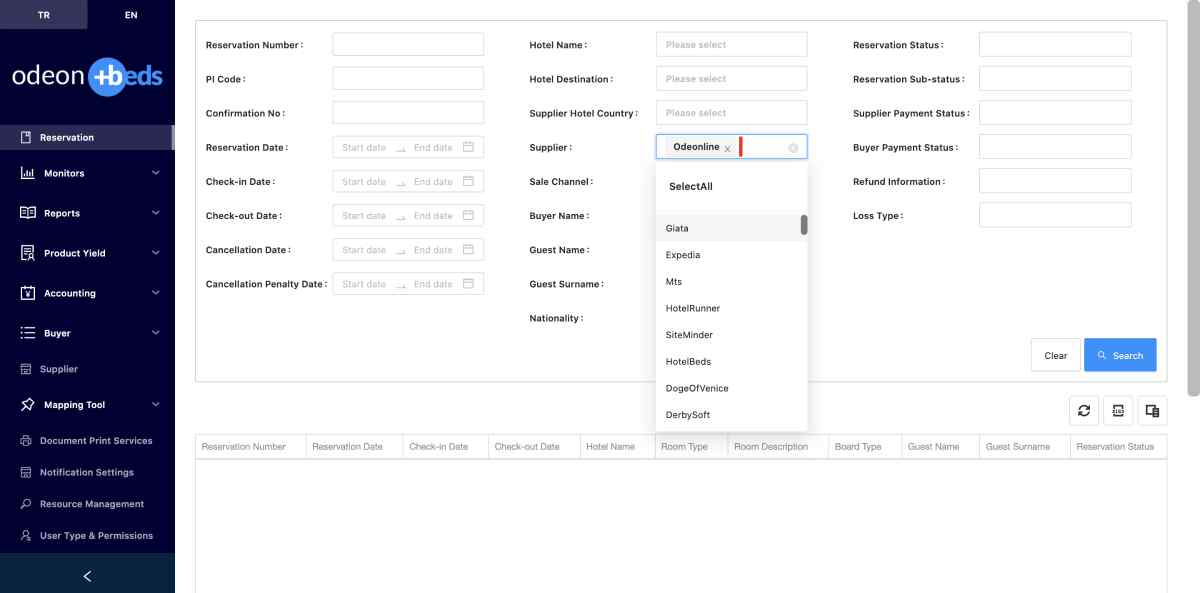 TR
EN
odeon +beds
Reservation
Monitors
Reports
Product Yield
Accounting
Buyer
Supplier
Mapping Tool
Document Print Services
Notification Settings
Resource Management
User Type & Permissions
Reservation Number :
PI Code :
Confirmation No :
Reservation Date : Start date End date
Check-in Date : Start date End date
Check-out Date : Start date End date
Cancellation Date : Start date End date
Cancellation Penalty Date : Start date End date
Hotel Name : Please select
Hotel Destination : Please select
Supplier Hotel Country : Please select
Supplier : Odeonline x
Sale Channel :
Buyer Name :
Guest Name :
Guest Surname :
Nationality :
SelectAll
Giata
Expedia
Mts
HotelRunner
SiteMinder
HotelBeds
DogeOfVenice
DerbySoft
Reservation Status :
Reservation Sub-status :
Supplier Payment Status :
Buyer Payment Status :
Refund Information :
Loss Type :
Clear
Search
Reservation Number Reservation Date Check-in Date Check-out Date Hotel Name Room Type Room Description Board Type Guest Name Guest Surname Reservation Status